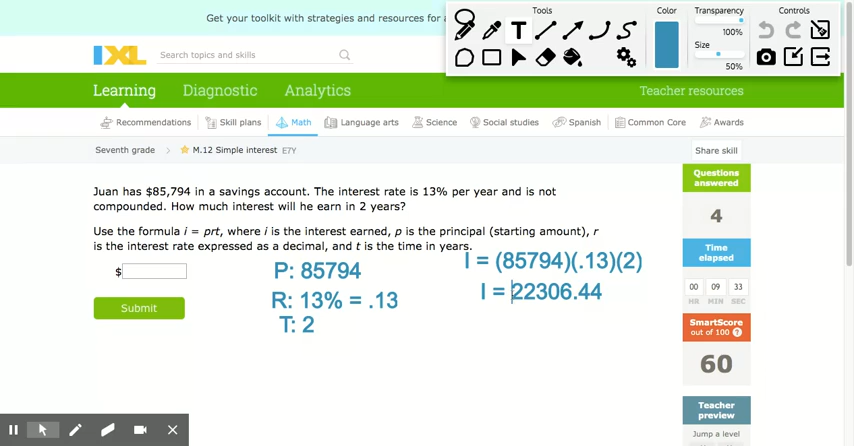 Get your toolkit with strategies and resources for
Tools
Color
Transparency
Controls
100%
Size
50%
IXL
Search topics and skills
Learning
Diagnostic
Analytics
Teacher resources
Recommendations
Skill plans
Math
Language arts
Science
Social studies
Spanish
Common Core
Awards
Seventh grade
M.12 Simple interest E7Y
Share skill
Juan has $85,794 in a savings account. The interest rate is 13% per year and is not
compounded. How much interest will he earn in 2 years?
Use the formula i = prt, where i is the interest earned, p is the principal (starting amount), r
is the interest rate expressed as a decimal, and t is the time in years.
$
Submit
P: 85794
R: 13% = .13
T: 2
I = (85794)(.13)(2)
I = 22306.44
Questions
answered
4
Time
elapsed
00 09 33
HR MIN SEC
SmartScore
out of 100 ?
60
Teacher
preview
Jump a level